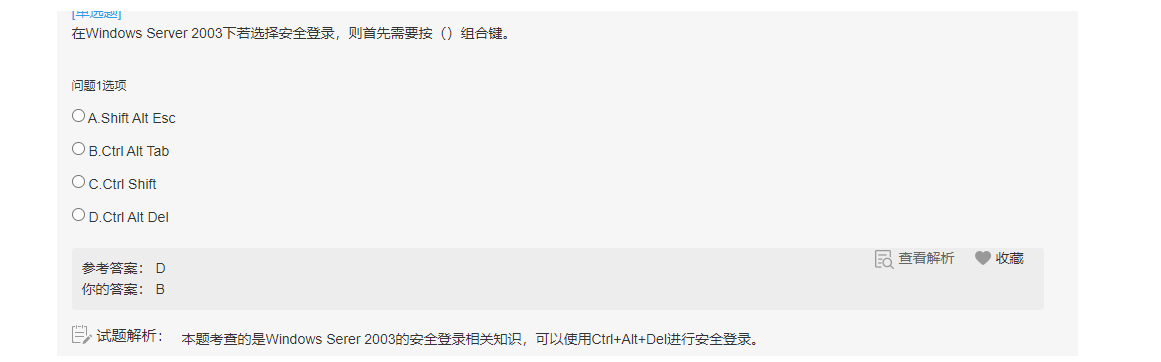 [单选题]
在Windows Server 2003下若选择安全登录，则首先需要按（）组合键。
问题1选项
A.Shift Alt Esc
B.Ctrl Alt Tab
C.Ctrl Shift
D.Ctrl Alt Del
参考答案： D
查看解析
收藏
你的答案： B
试题解析：
本题考查的是Windows Serer 2003的安全登录相关知识，可以使用Ctrl+Alt+Del进行安全登录。